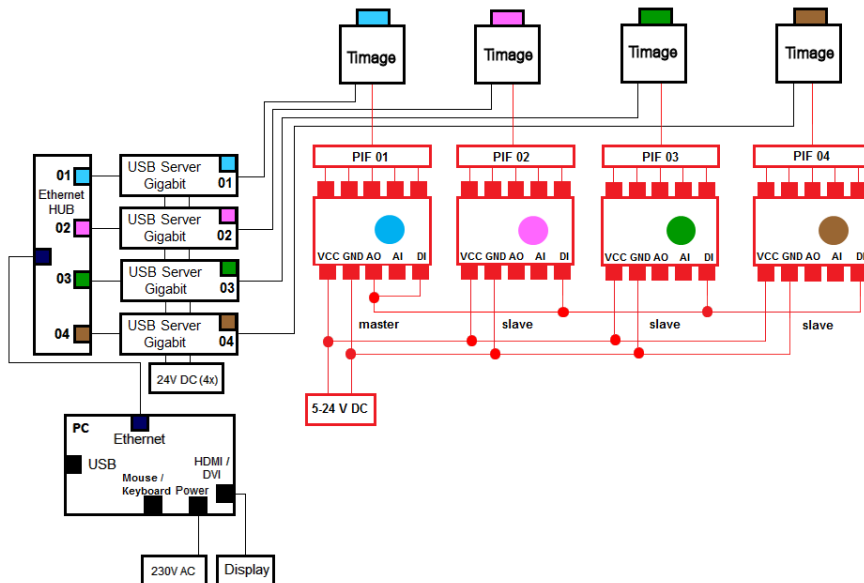 Timage
Timage
Timage
Timage
PIF 01
PIF 02
PIF 03
PIF 04
01
Ethernet
HUB
02
03
04
USB Server
Gigabit
01
USB Server
Gigabit
02
USB Server
Gigabit
03
USB Server
Gigabit
04
24V DC (4x)
VCC GND AO AI DI
VCC GND AO AI DI
VCC GND AO AI DI
VCC GND AO AI DI
master
slave
slave
slave
5-24 V DC
PC
Ethernet
USB
HDMI /
DVI
Mouse /
Keyboard
Power
230V AC
Display